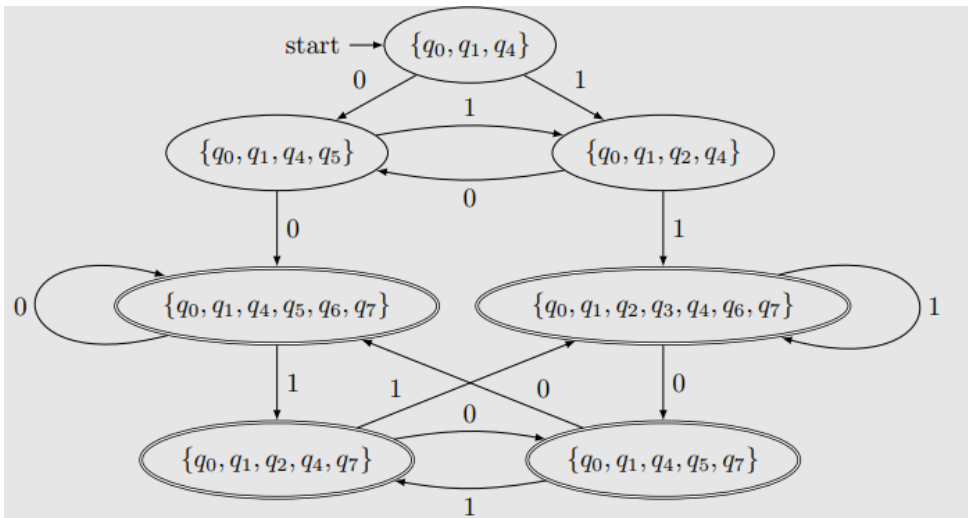 start {q₀, q₁, q₄}
0 1
1
{q₀, q₁, q₄, q₅} {q₀, q₁, q₂, q₄}
0
0 1
0 {q₀, q₁, q₄, q₅, q₆, q₇} {q₀, q₁, q₂, q₃, q₄, q₆, q₇} 1
1 1 0 0
0
{q₀, q₁, q₂, q₄, q₇} {q₀, q₁, q₄, q₅, q₇}
1